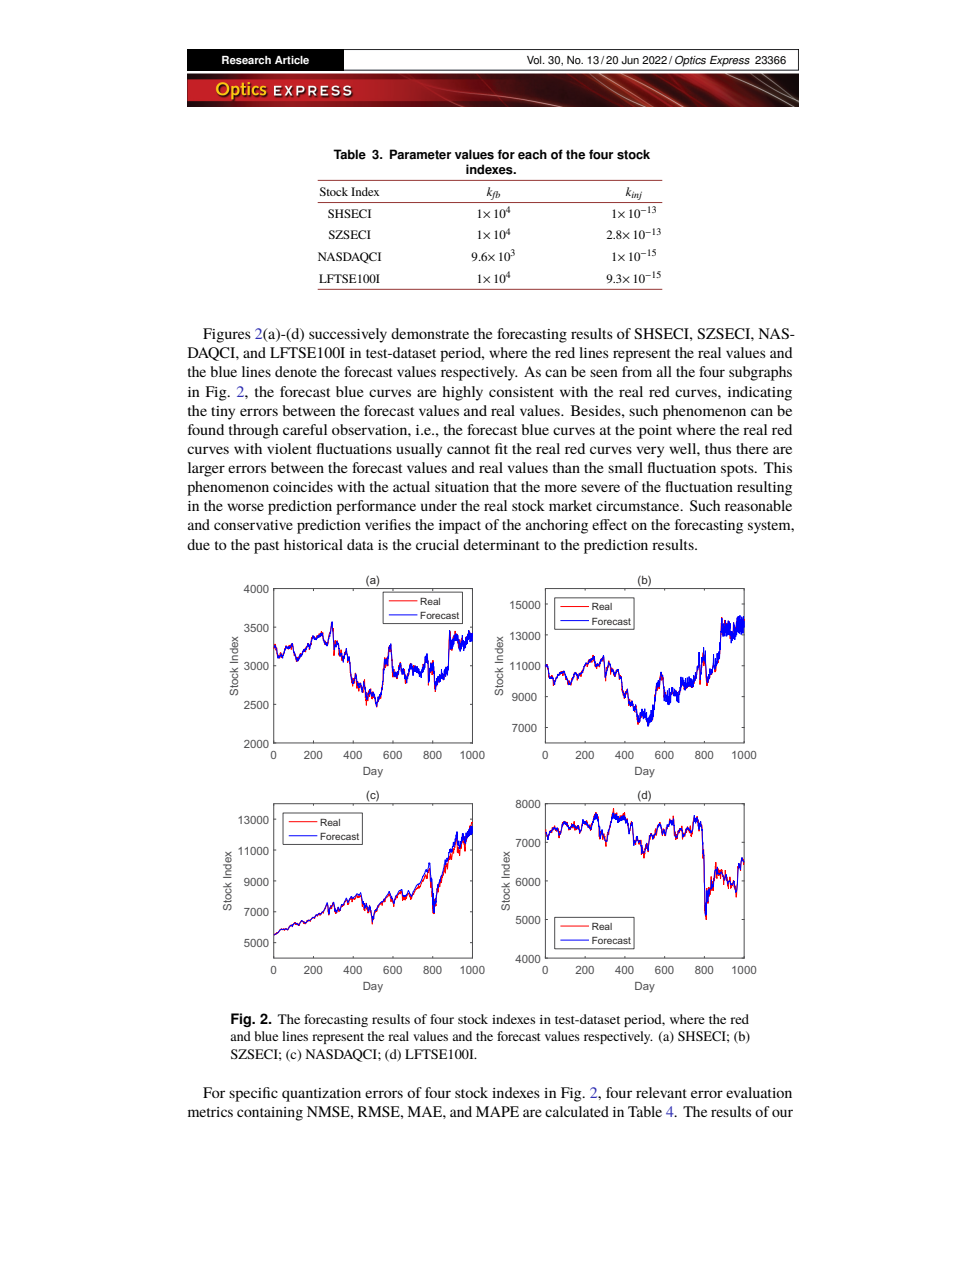 Research Article
Vol. 30, No. 13 / 20 Jun 2022 / Optics Express 23366
Optics EXPRESS
Table 3. Parameter values for each of the four stock
indexes.
Stock Index kfb kinj
SHSECI 1× 10⁴ 1× 10⁻¹³
SZSECI 1× 10⁴ 2.8× 10⁻¹³
NASDAQCI 9.6× 10³ 1× 10⁻¹⁵
LFTSE100I 1× 10⁴ 9.3× 10⁻¹⁵
Figures 2(a)-(d) successively demonstrate the forecasting results of SHSECI, SZSECI, NAS-
DAQCI, and LFTSE100I in test-dataset period, where the red lines represent the real values and
the blue lines denote the forecast values respectively. As can be seen from all the four subgraphs
in Fig. 2, the forecast blue curves are highly consistent with the real red curves, indicating
the tiny errors between the forecast values and real values. Besides, such phenomenon can be
found through careful observation, i.e., the forecast blue curves at the point where the real red
curves with violent fluctuations usually cannot fit the real red curves very well, thus there are
larger errors between the forecast values and real values than the small fluctuation spots. This
phenomenon coincides with the actual situation that the more severe of the fluctuation resulting
in the worse prediction performance under the real stock market circumstance. Such reasonable
and conservative prediction verifies the impact of the anchoring effect on the forecasting system,
due to the past historical data is the crucial determinant to the prediction results.
(a)
4000
3500
3000
2500
2000
Stock Index
Real
Forecast
0 200 400 600 800 1000
Day
(b)
15000
13000
11000
9000
7000
Stock Index
Real
Forecast
0 200 400 600 800 1000
Day
(c)
13000
11000
9000
7000
5000
Stock Index
Real
Forecast
0 200 400 600 800 1000
Day
(d)
8000
7000
6000
5000
4000
Stock Index
Real
Forecast
0 200 400 600 800 1000
Day
Fig. 2. The forecasting results of four stock indexes in test-dataset period, where the red
and blue lines represent the real values and the forecast values respectively. (a) SHSECI; (b)
SZSECI; (c) NASDAQCI; (d) LFTSE100I.
For specific quantization errors of four stock indexes in Fig. 2, four relevant error evaluation
metrics containing NMSE, RMSE, MAE, and MAPE are calculated in Table 4. The results of our